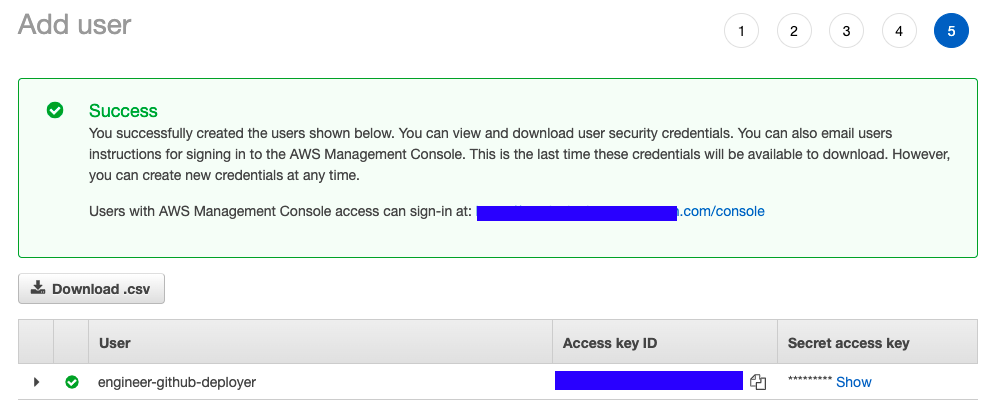 Add user
1 2 3 4 5
Success
You successfully created the users shown below. You can view and download user security credentials. You can also email users
instructions for signing in to the AWS Management Console. This is the last time these credentials will be available to download. However,
you can create new credentials at any time.
Users with AWS Management Console access can sign-in at: .com/console
Download .csv
User Access key ID Secret access key
engineer-github-deployer ********* Show